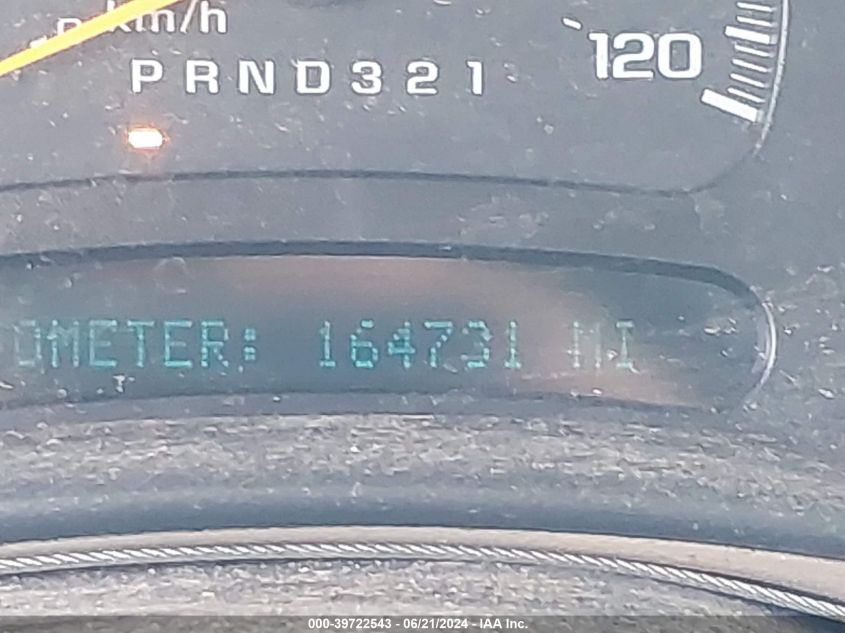 km/h
120
PRND321
OMETER: 164731 MI
000-39722543 - 06/21/2024 - IAA Inc.